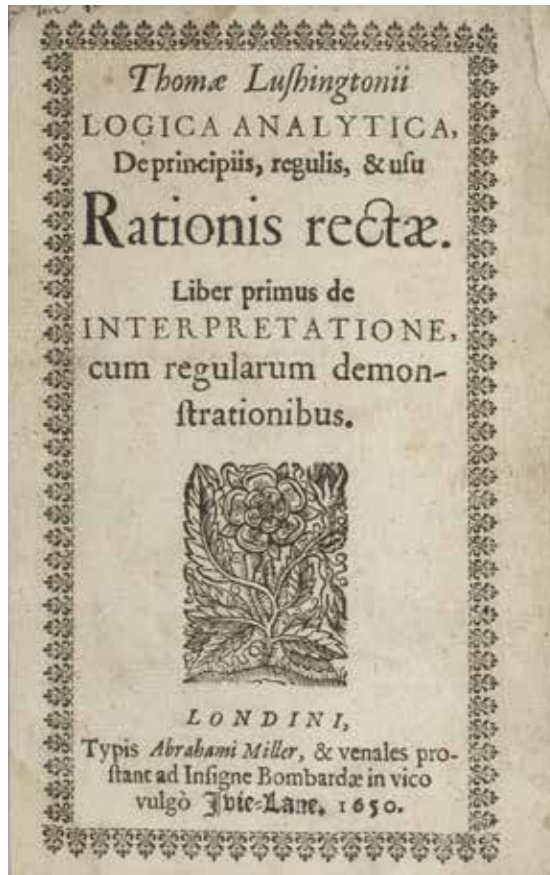 Thomæ Luſhingtonii
LOGICA ANALYTICA,
De principiis, regulis, & uſu
Rationis rectæ.
Liber primus de
INTERPRETATIONE,
cum regularum demon-
ſtrationibus.
LONDINI,
Typis Abrahami Miller, & venales pro-
ſtant ad Inſigne Bombardæ in vico
vulgò Ivie-Lane. 1650.